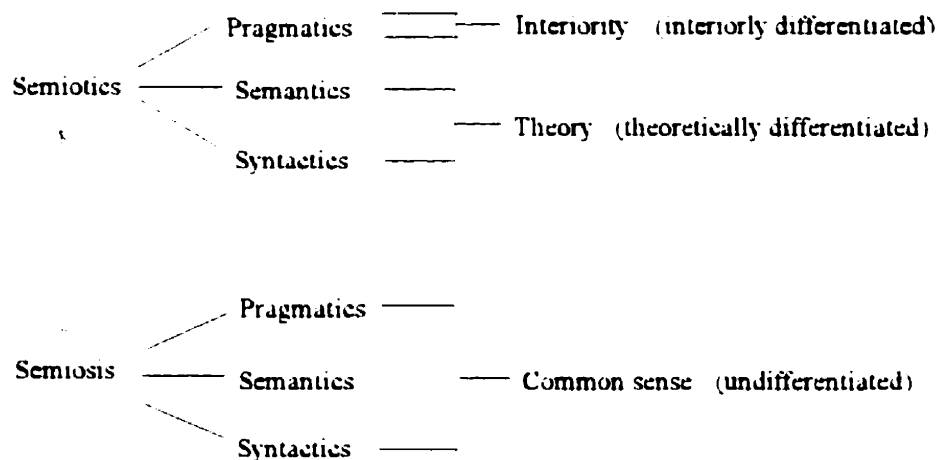 Pragmatics Interiority (interiorly differentiated)
Semiotics Semantics
Theory (theoretically differentiated)
Syntactics
Pragmatics
Semiosis Semantics Common sense (undifferentiated)
Syntactics